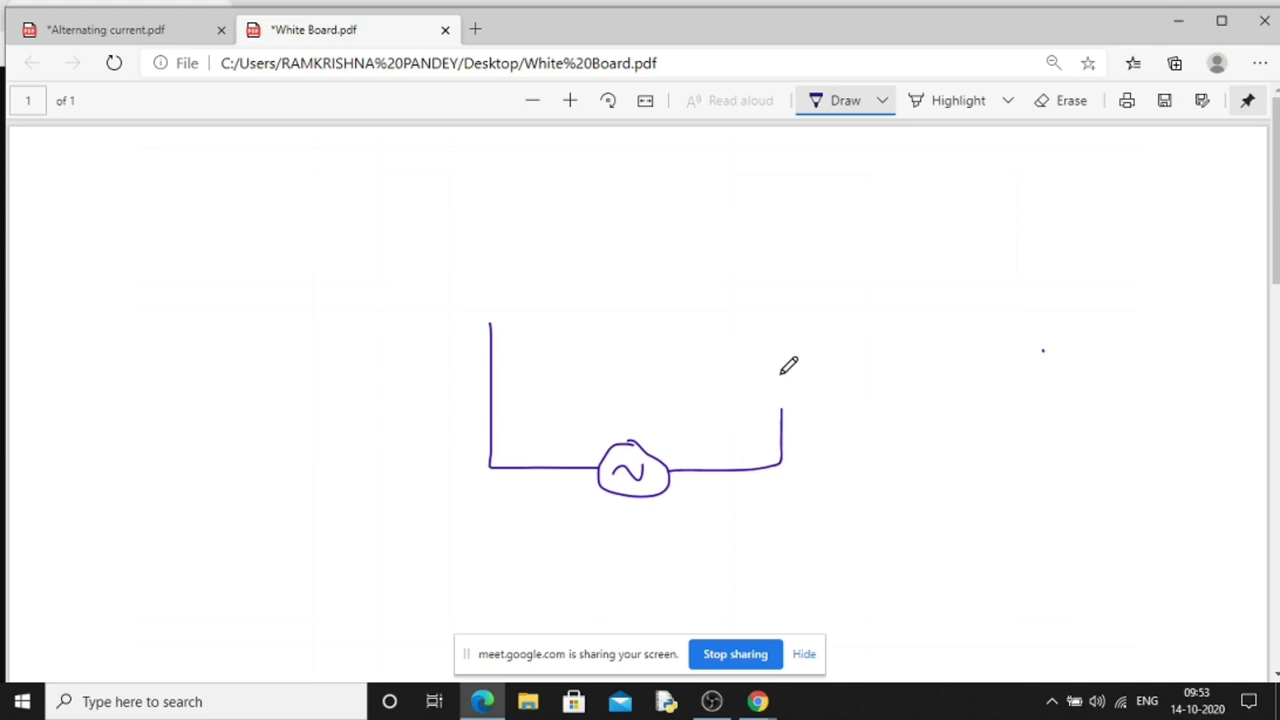 *Alternating current.pdf
*White Board.pdf
File
C:/Users/RAMKRISHNA%20PANDEY/Desktop/White%20Board.pdf
1 of 1
Read aloud
Draw
Highlight
Erase
meet.google.com is sharing your screen.
Stop sharing
Hide
Type here to search
ENG
09:53
14-10-2020